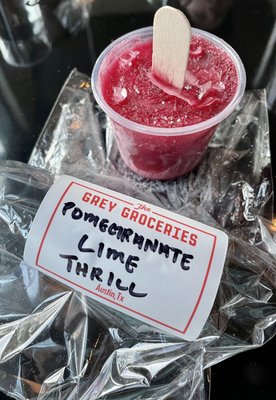 The
GREY GROCERIES
POMEGRANATE
LIME
THRILL
Austin, Tx